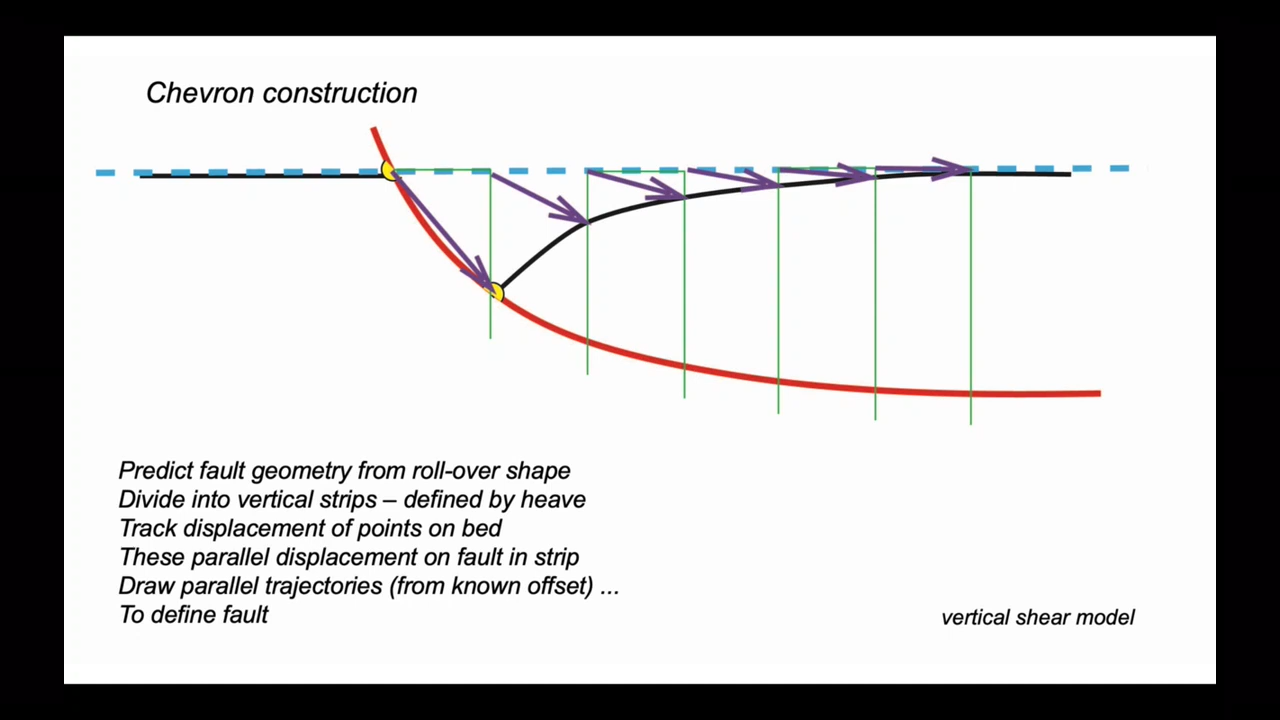 Chevron construction
Predict fault geometry from roll-over shape
Divide into vertical strips – defined by heave
Track displacement of points on bed
These parallel displacement on fault in strip
Draw parallel trajectories (from known offset) ...
To define fault
vertical shear model